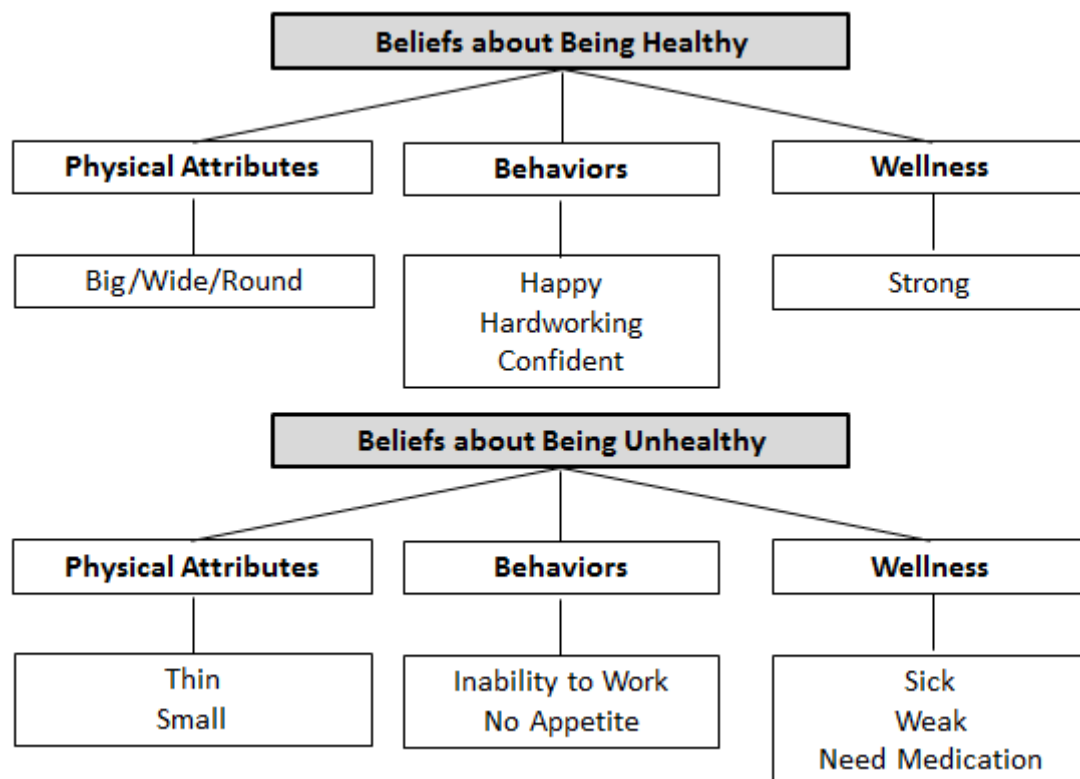 Beliefs about Being Healthy
Physical Attributes
Behaviors
Wellness
Big/Wide/Round
Happy
Hardworking
Confident
Strong
Beliefs about Being Unhealthy
Physical Attributes
Behaviors
Wellness
Thin
Small
Inability to Work
No Appetite
Sick
Weak
Need Medication